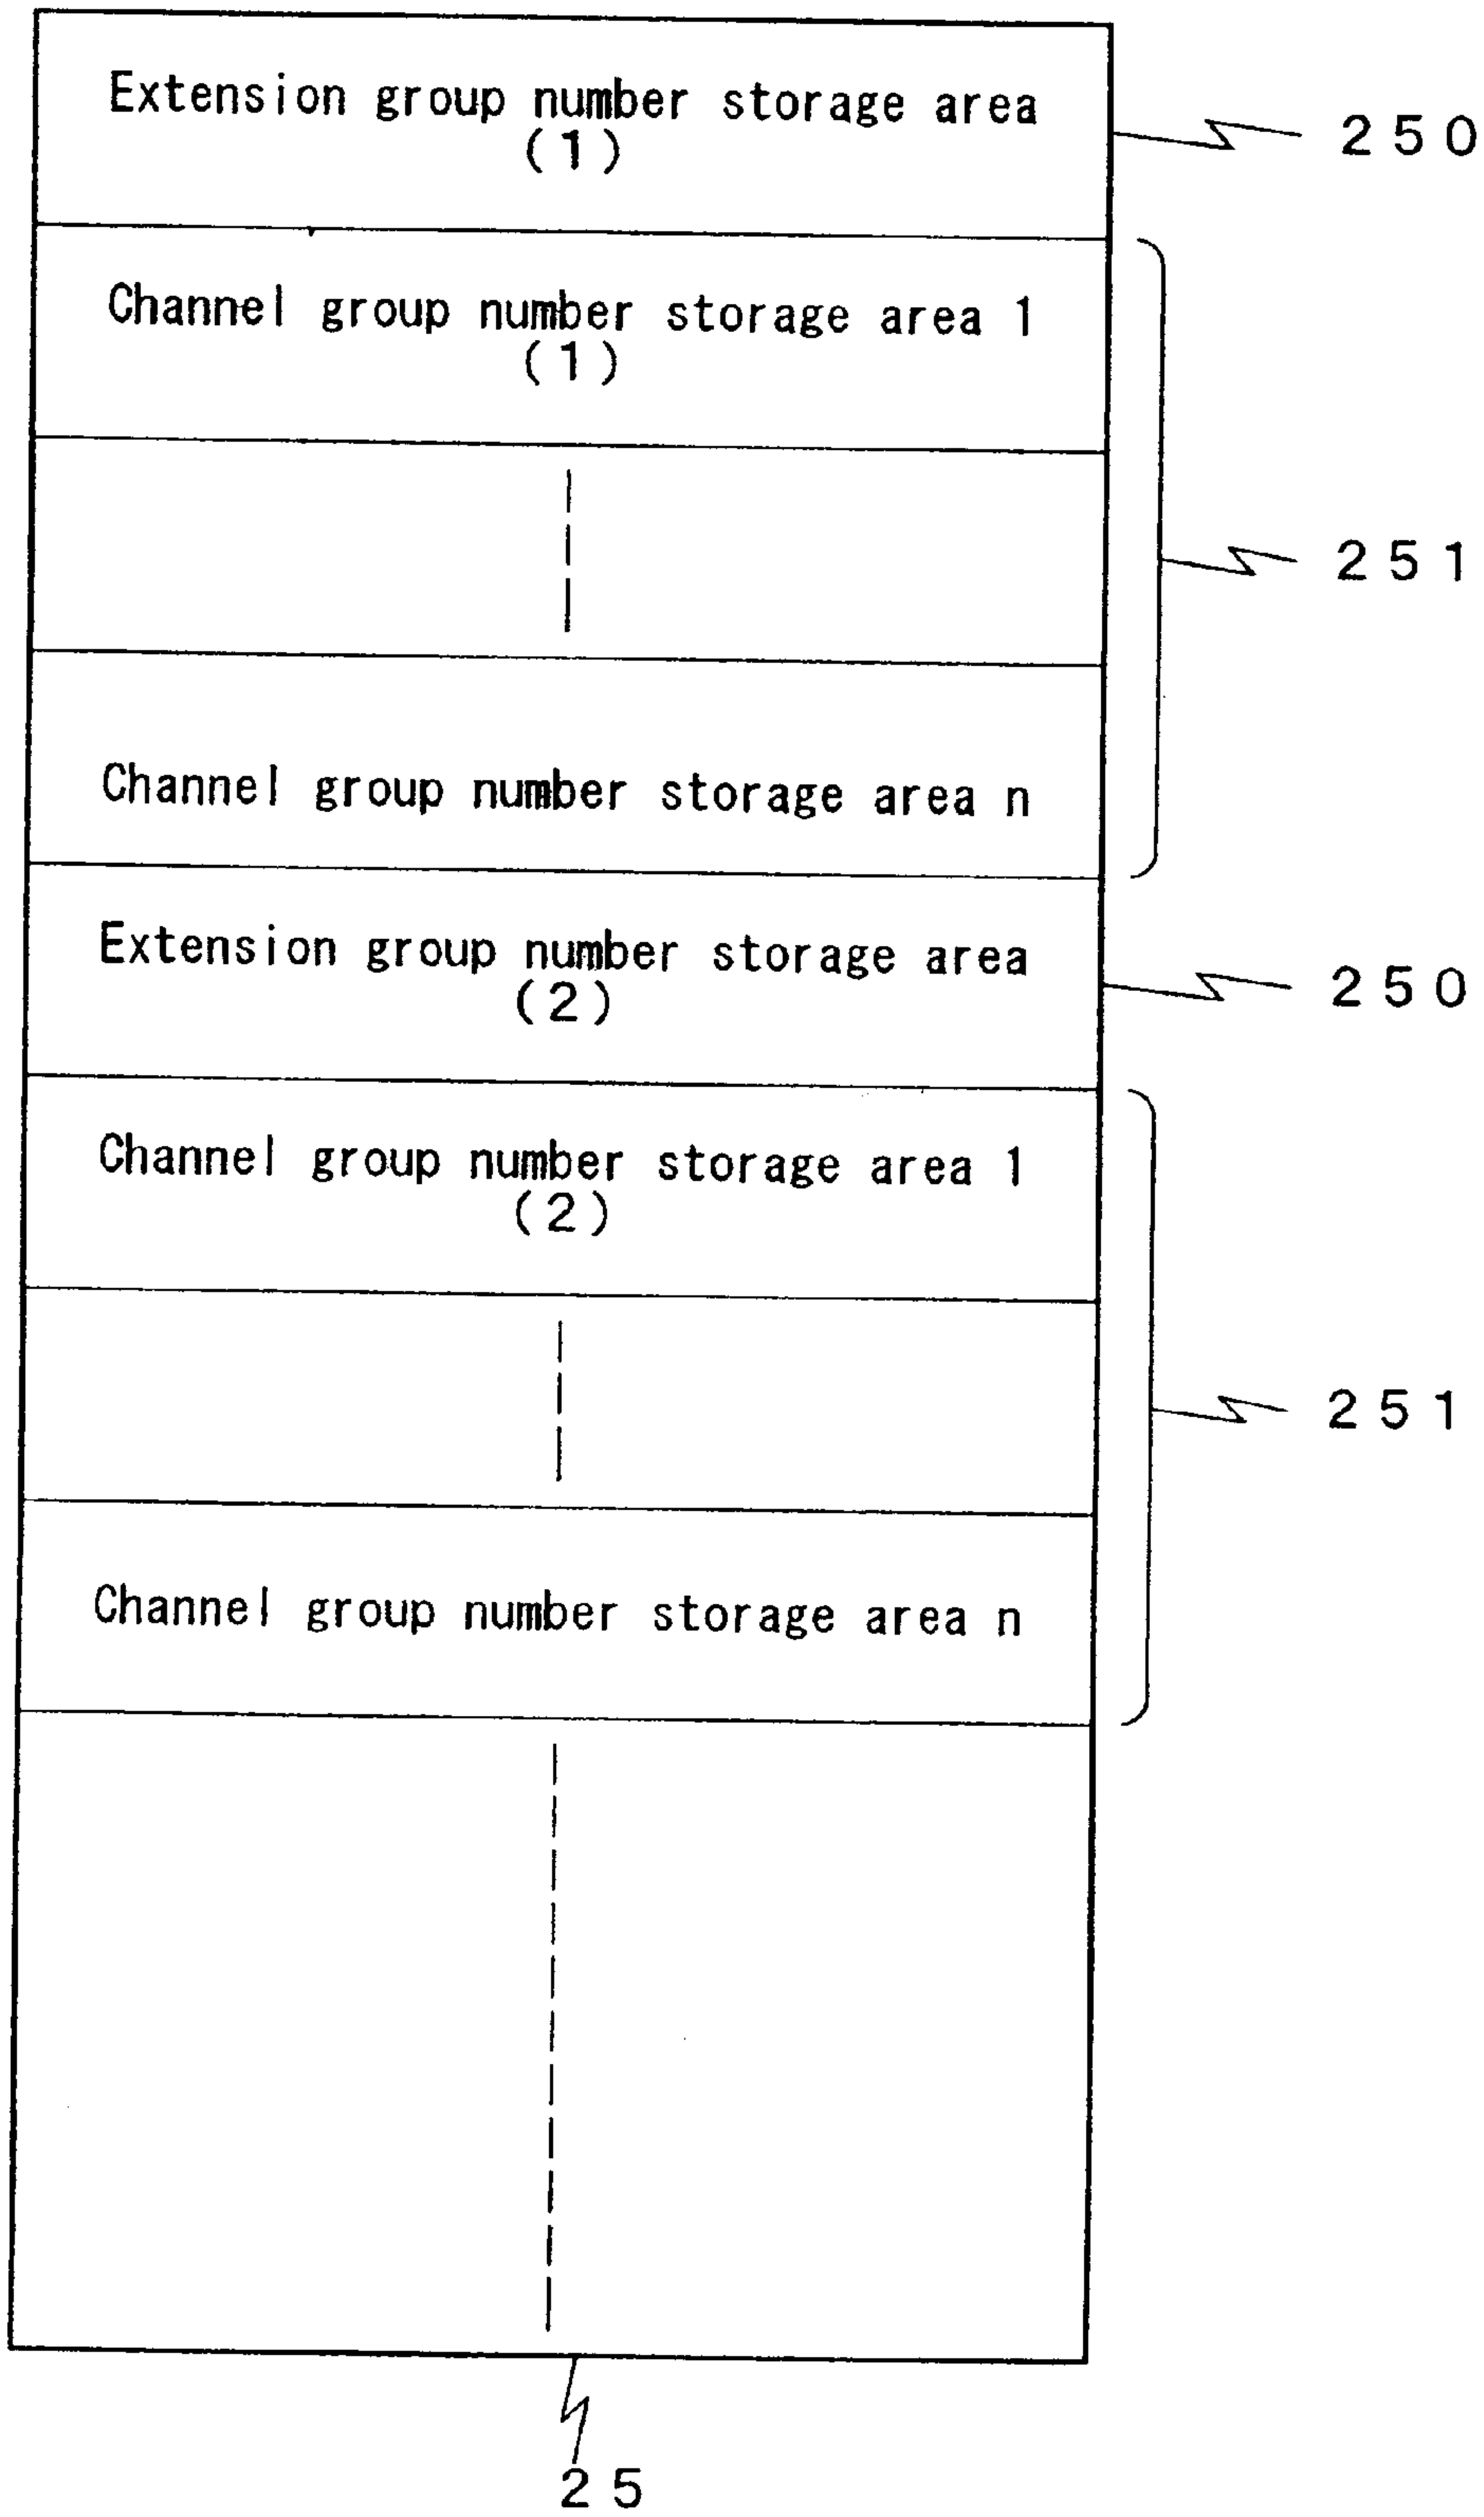 Extension group number storage area
(1)
250
Channel group number storage area 1
(1)
251
Channel group number storage area n
Extension group number storage area
(2)
250
Channel group number storage area 1
(2)
251
Channel group number storage area n
25